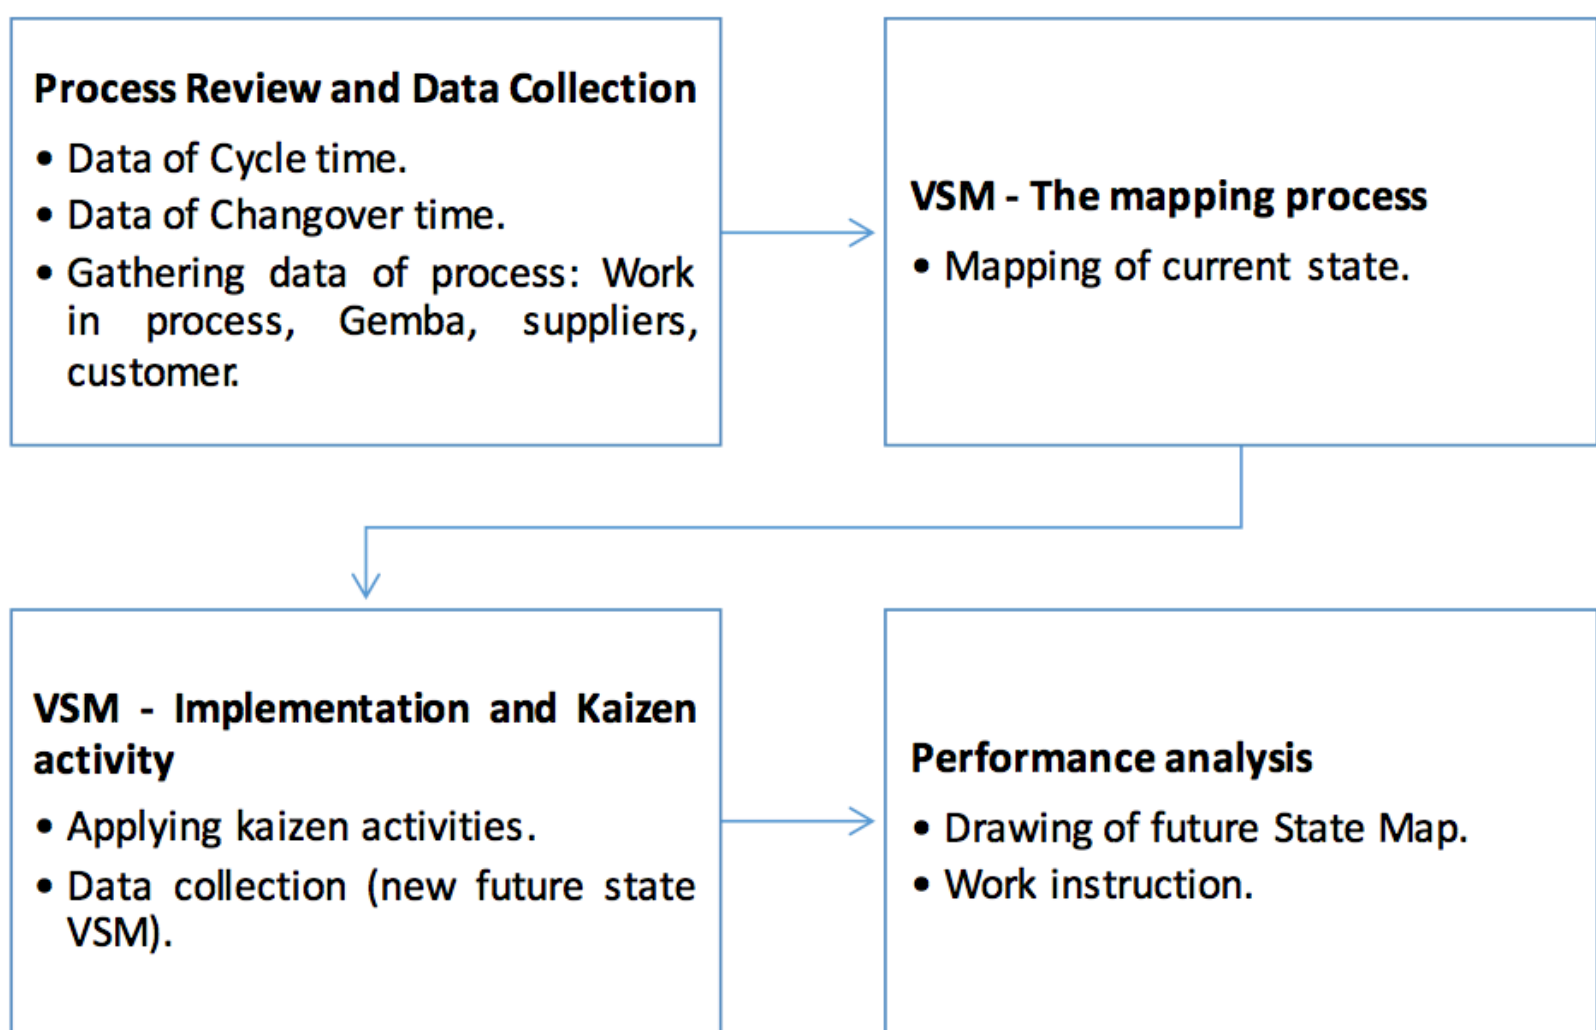 Process Review and Data Collection
• Data of Cycle time.
• Data of Changover time.
• Gathering data of process: Work
in process, Gemba, suppliers,
customer.
VSM - The mapping process
• Mapping of current state.
VSM - Implementation and Kaizen
activity
• Applying kaizen activities.
• Data collection (new future state
VSM).
Performance analysis
• Drawing of future State Map.
• Work instruction.